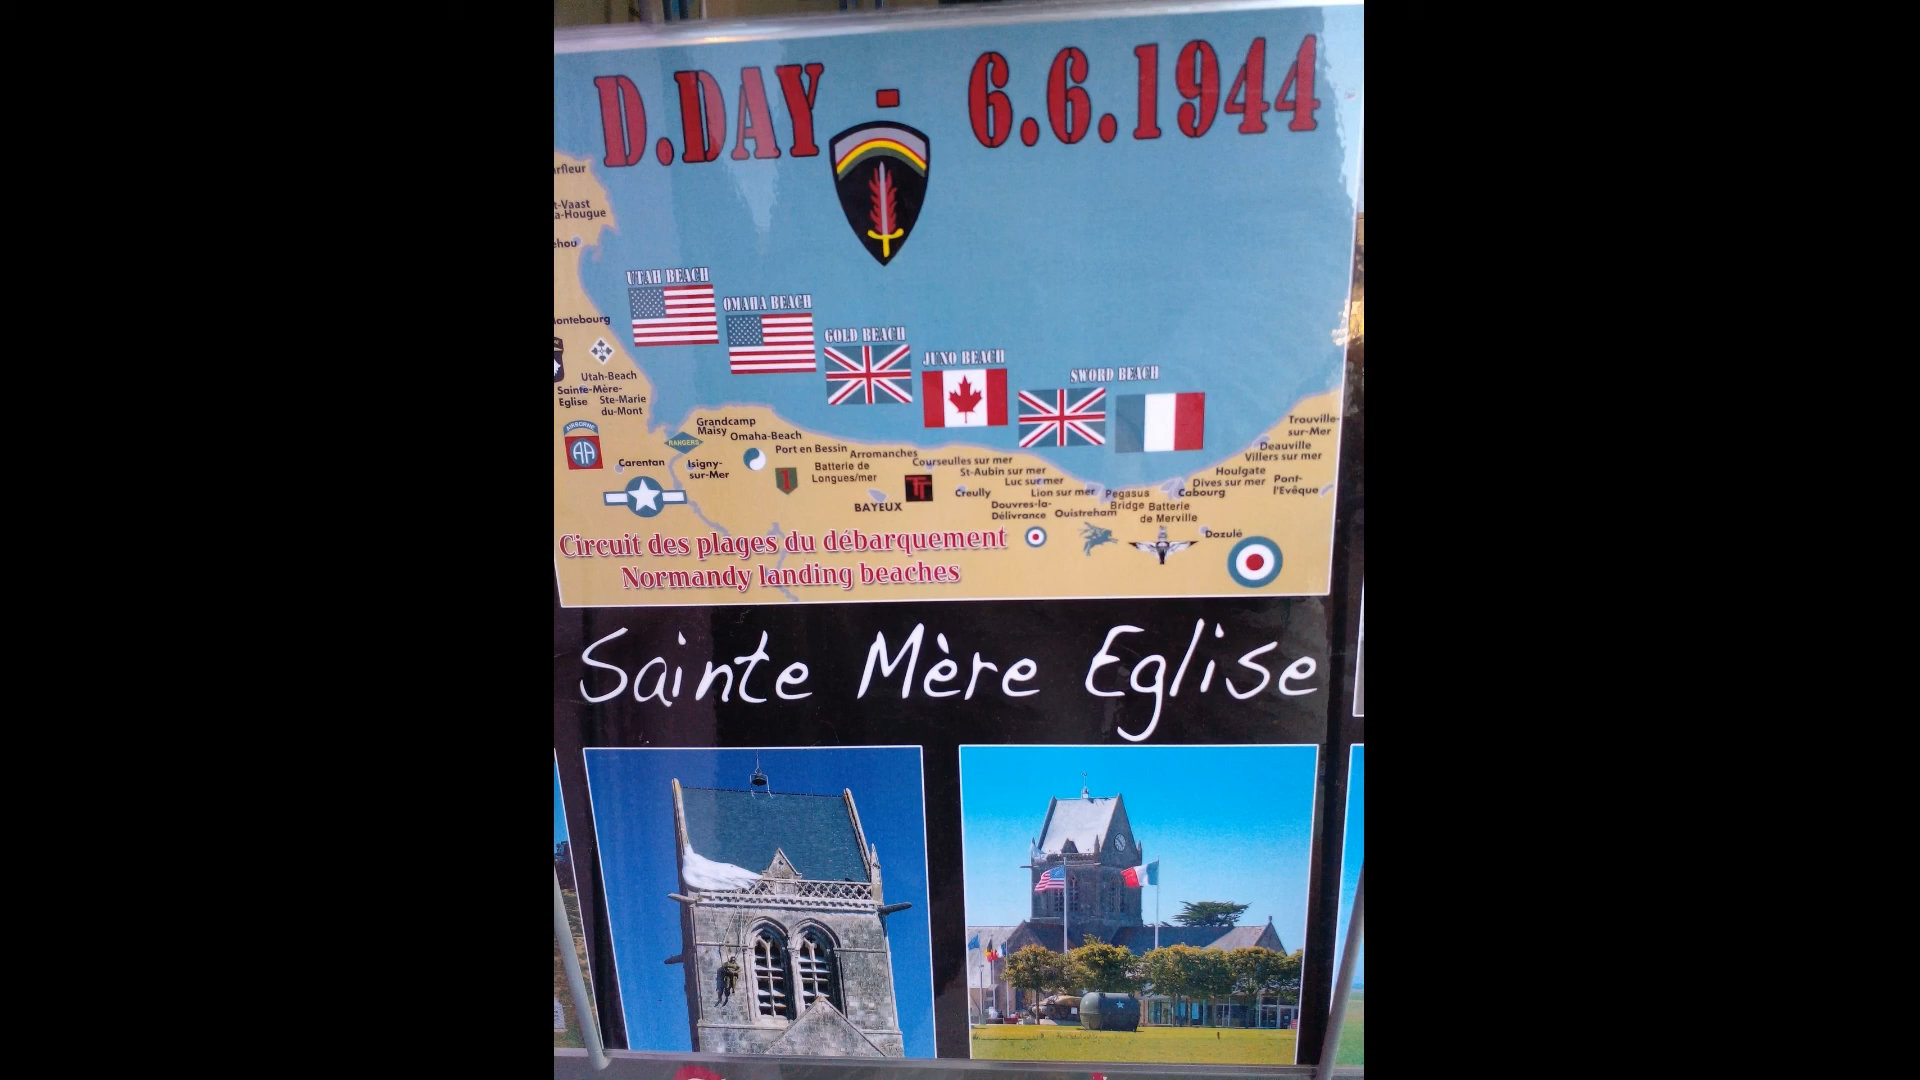 D.DAY - 6.6.1944
rfleur
t-Vaast
a-Hougue
ehou
UTAH BEACH
OMAHA BEACH
GOLD BEACH
JUNO BEACH
SWORD BEACH
ontebourg
Utah-Beach
Sainte-Mère-
Eglise
Ste-Marie
du-Mont
AIRBORNE
AA
Carentan
RANGERS
Grandcamp
Maisy
Isigny-
sur-Mer
Omaha-Beach
Port en Bessin
Batterie de
Longues/mer
Arromanches
BAYEUX
TT
Courseulles sur mer
St-Aubin sur mer
Luc sur mer
Lion sur mer
Creully
Douvres-la-
Délivrance
Ouistreham
Pegasus
Bridge
Batterie
de Merville
Cabourg
Dives sur mer
Houlgate
Villers sur mer
Deauville
Trouville-
sur-Mer
Pont-
l'Evêque
Dozulé
Circuit des plages du débarquement
Normandy landing beaches
Sainte Mère Eglise